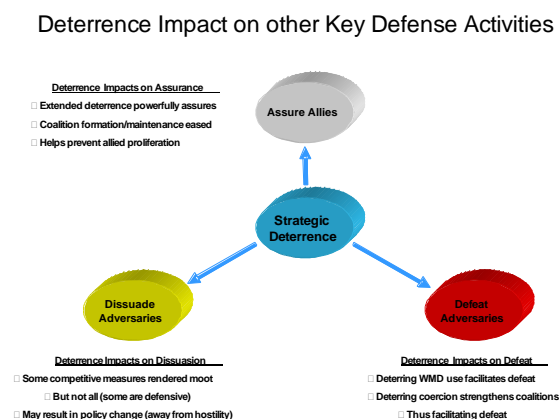 Deterrence Impact on other Key Defense Activities
Deterrence Impacts on Assurance
□ Extended deterrence powerfully assures
□ Coalition formation/maintenance eased
□ Helps prevent allied proliferation
Assure Allies
Strategic
Deterrence
Dissuade
Adversaries
Defeat
Adversaries
Deterrence Impacts on Dissuasion
□ Some competitive measures rendered moot
□ But not all (some are defensive)
□ May result in policy change (away from hostility)
Deterrence Impacts on Defeat
□ Deterring WMD use facilitates defeat
□ Deterring coercion strengthens coalitions
□ Thus facilitating defeat